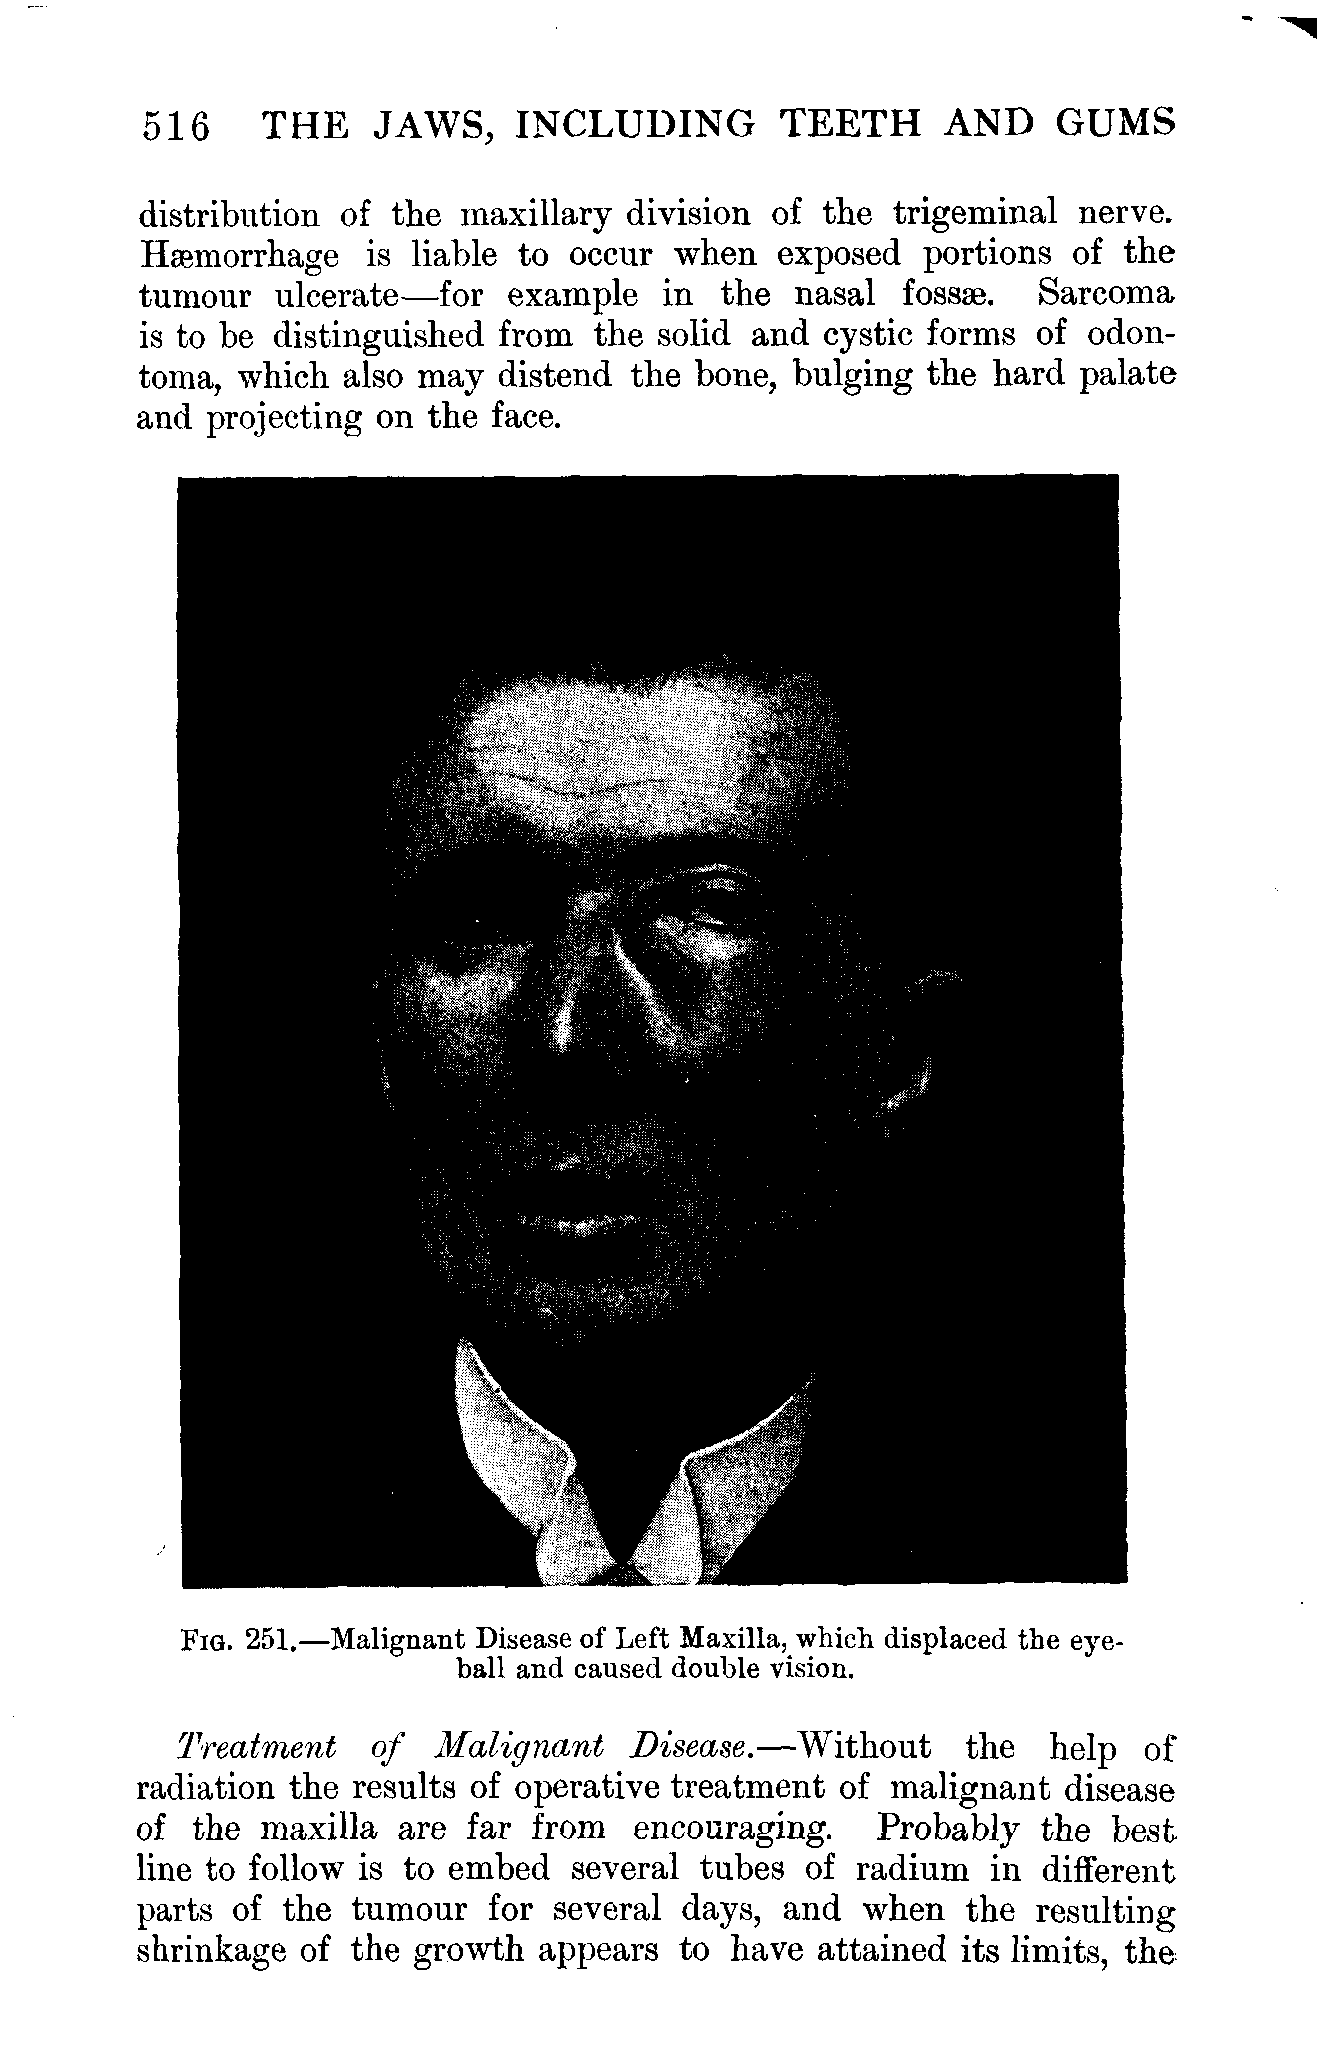 516 THE JAWS, INCLUDING TEETH AND GUMS
distribution of the maxillary division of the trigeminal nerve.
Hæmorrhage is liable to occur when exposed portions of the
tumour ulcerate—for example in the nasal fossæ. Sarcoma
is to be distinguished from the solid and cystic forms of odon-
toma, which also may distend the bone, bulging the hard palate
and projecting on the face.
FIG. 251.—Malignant Disease of Left Maxilla, which displaced the eye-
ball and caused double vision.
Treatment of Malignant Disease.—Without the help of
radiation the results of operative treatment of malignant disease
of the maxilla are far from encouraging. Probably the best
line to follow is to embed several tubes of radium in different
parts of the tumour for several days, and when the resulting
shrinkage of the growth appears to have attained its limits, the